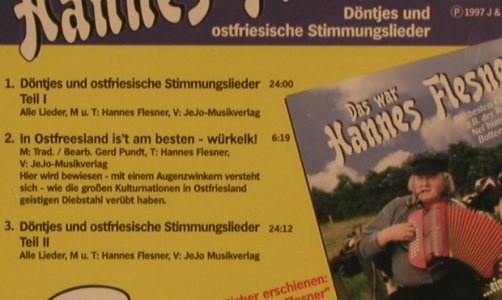 Hannes
Döntjes und
ostfriesische Stimmungslieder
Ⓟ 1997 J &
1. Döntjes und ostfriesische Stimmungslieder 24:00
Teil I
Alle Lieder, M u. T: Hannes Flesner, V: JeJo-Musikverlag
2. In Ostfreesland is't am besten - würkelk! 6:19
M: Trad. / Bearb. Gerd Pundt, T: Hannes Flesner,
V: JeJo-Musikverlag
Hier wird bewiesen - mit einem Augenzwinkern versteht
sich - wie die großen Kulturnationen in Ostfriesland
geistigen Diebstahl verübt haben.
3. Döntjes und ostfriesische Stimmungslieder 24:12
Teil II
Alle Lieder, M u. T: Hannes Flesner, V: JeJo Musikverlag
Das war
Hannes Flesner
erschienen: